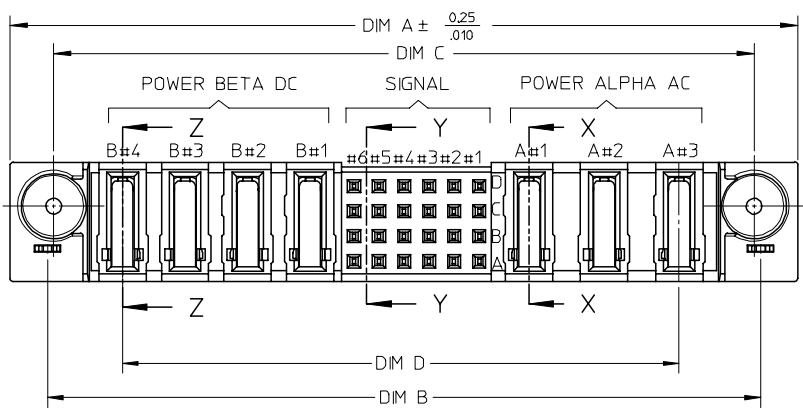 DIM A± 0.25
.010
DIM C
POWER BETA DC SIGNAL POWER ALPHA AC
Z Y X
B#4 B#3 B#2 B#1 #6 #5 #4 #3 #2 #1 A#1 A#2 A#3
D
C
B
A
Z Y X
DIM D
DIM B